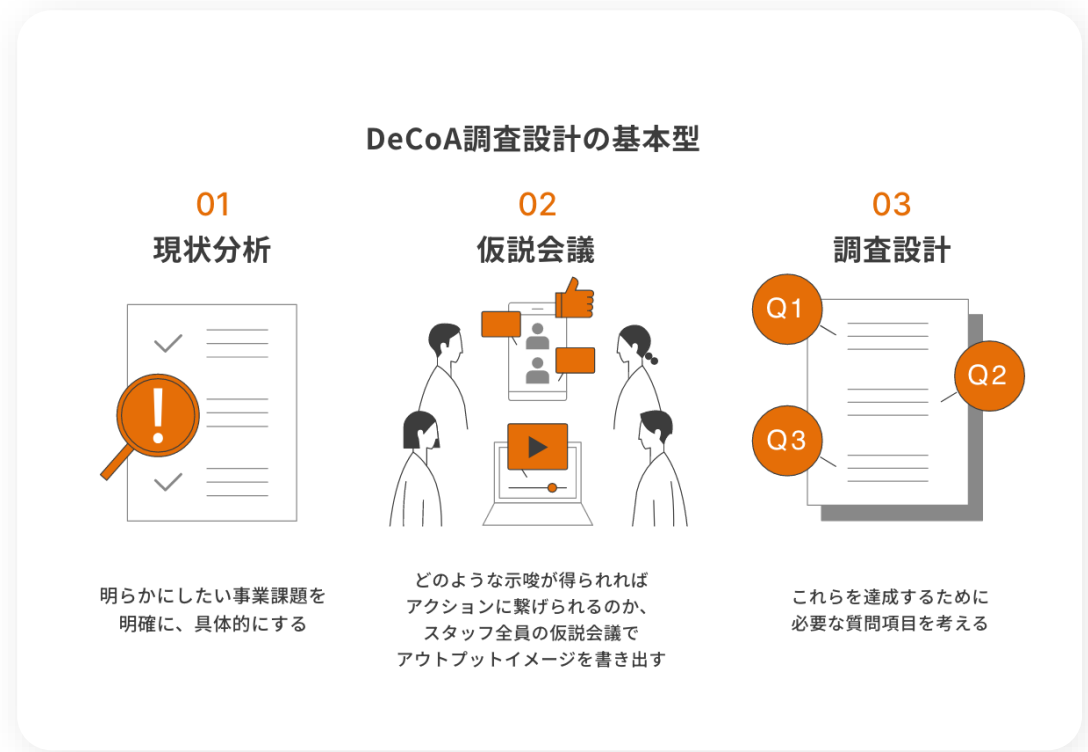 DeCoA調査設計の基本型
01
現状分析
明らかにしたい事業課題を
明確に、具体的にする
02
仮説会議
どのような示唆が得られれば
アクションに繋げられるのか、
スタッフ全員の仮説会議で
アウトプットイメージを書き出す
03
調査設計
Q1
Q2
Q3
これらを達成するために
必要な質問項目を考える